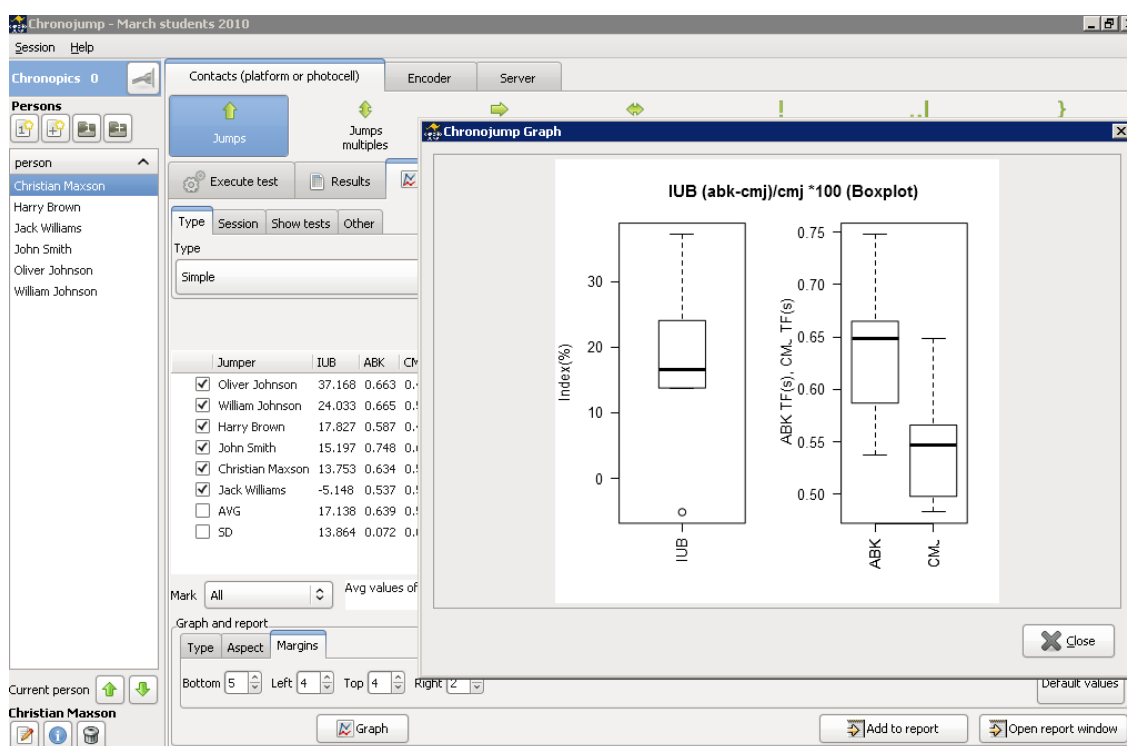 Chronojump - March students 2010
Session Help
Chronopics 0
Contacts (platform or photocell) Encoder Server
Persons
Jumps
Jumps
multiples
person
Christian Maxson
Harry Brown
Jack Williams
John Smith
Oliver Johnson
William Johnson
Execute test Results
Type Session Show tests Other
Type
Simple
Jumper IUB ABK
Oliver Johnson 37.168 0.663
William Johnson 24.033 0.665
Harry Brown 17.827 0.587
John Smith 15.197 0.748
Christian Maxson 13.753 0.634
Jack Williams -5.148 0.537
AVG 17.138 0.639
SD 13.864 0.072
Mark All Avg values of
Graph and report
Type Aspect Margins
Bottom 5 Left 4 Top 4 Right 2
Default values
Graph Add to report Open report window
Current person
Christian Maxson
Chronojump Graph
IUB (abk-cmj)/cmj *100 (Boxplot)
Index(%)
30
20
10
0
IUB
ABK TF(s), CMJ TF(s)
0.75
0.70
0.65
0.60
0.55
0.50
ABK
CMJ
Close